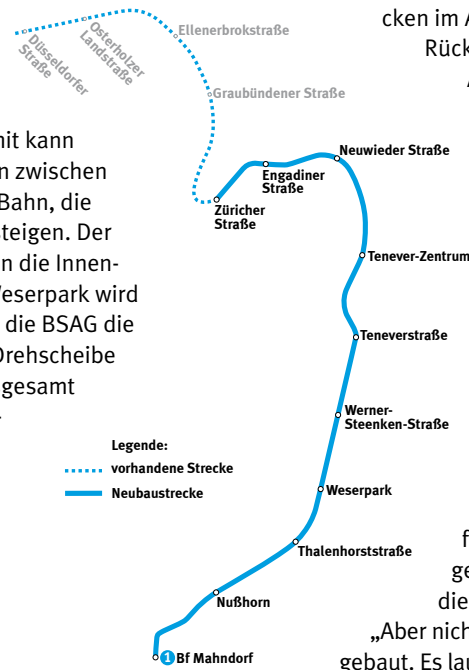 cken im A
Rück
Ellenerbrokstraße
Osterholzer
Landstraße
Düsseldorfer
Straße
Graubündener Straße
mit kann
n zwischen
Bahn, die
steigen. Der
n die Innen-
Weserpark wird
die BSAG die
Drehscheibe
gesamt
Neuwieder Straße
Engadiner
Straße
Züricher
Straße
Tenever-Zentrum
Teneverstraße
Werner-
Steenken-Straße
Legende:
vorhandene Strecke
Neubaustrecke
Weserpark
Thalenhorststraße
Nußhorn
1 Bf Mahndorf
f
ge
die
„Aber nich
gebaut. Es lau